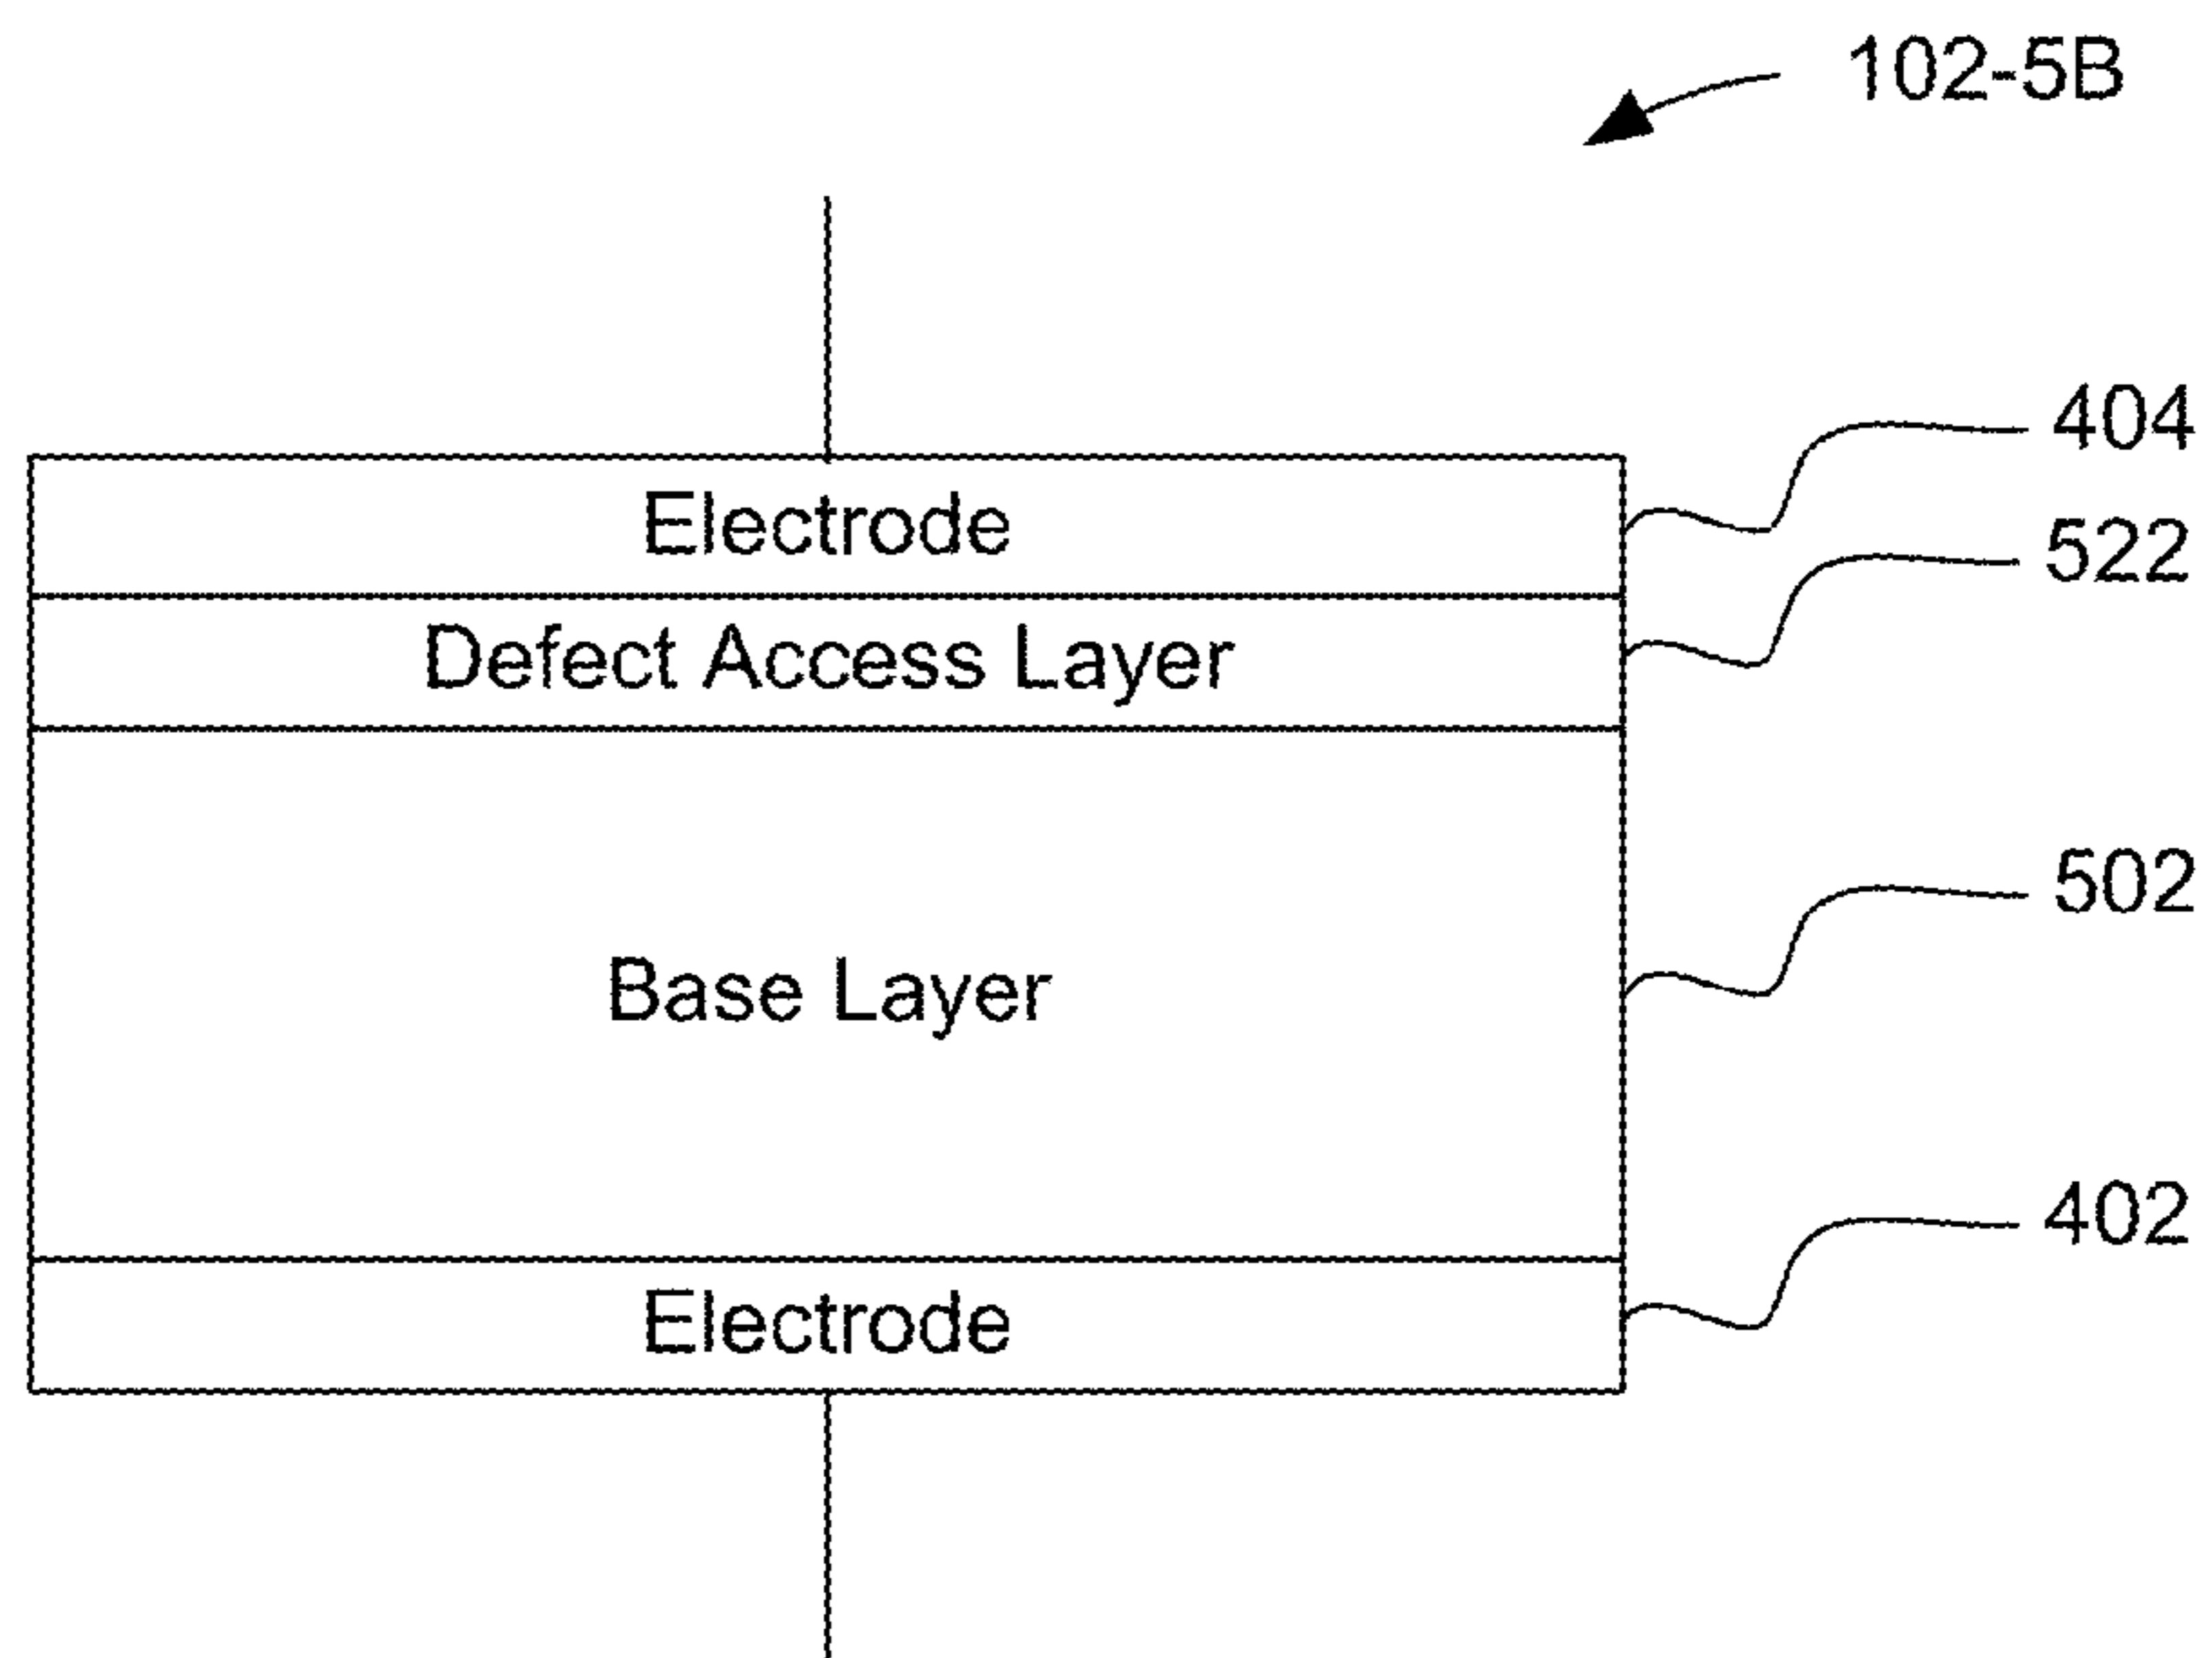 102-5B
Electrode
404
Defect Access Layer
522
Base Layer
502
Electrode
402